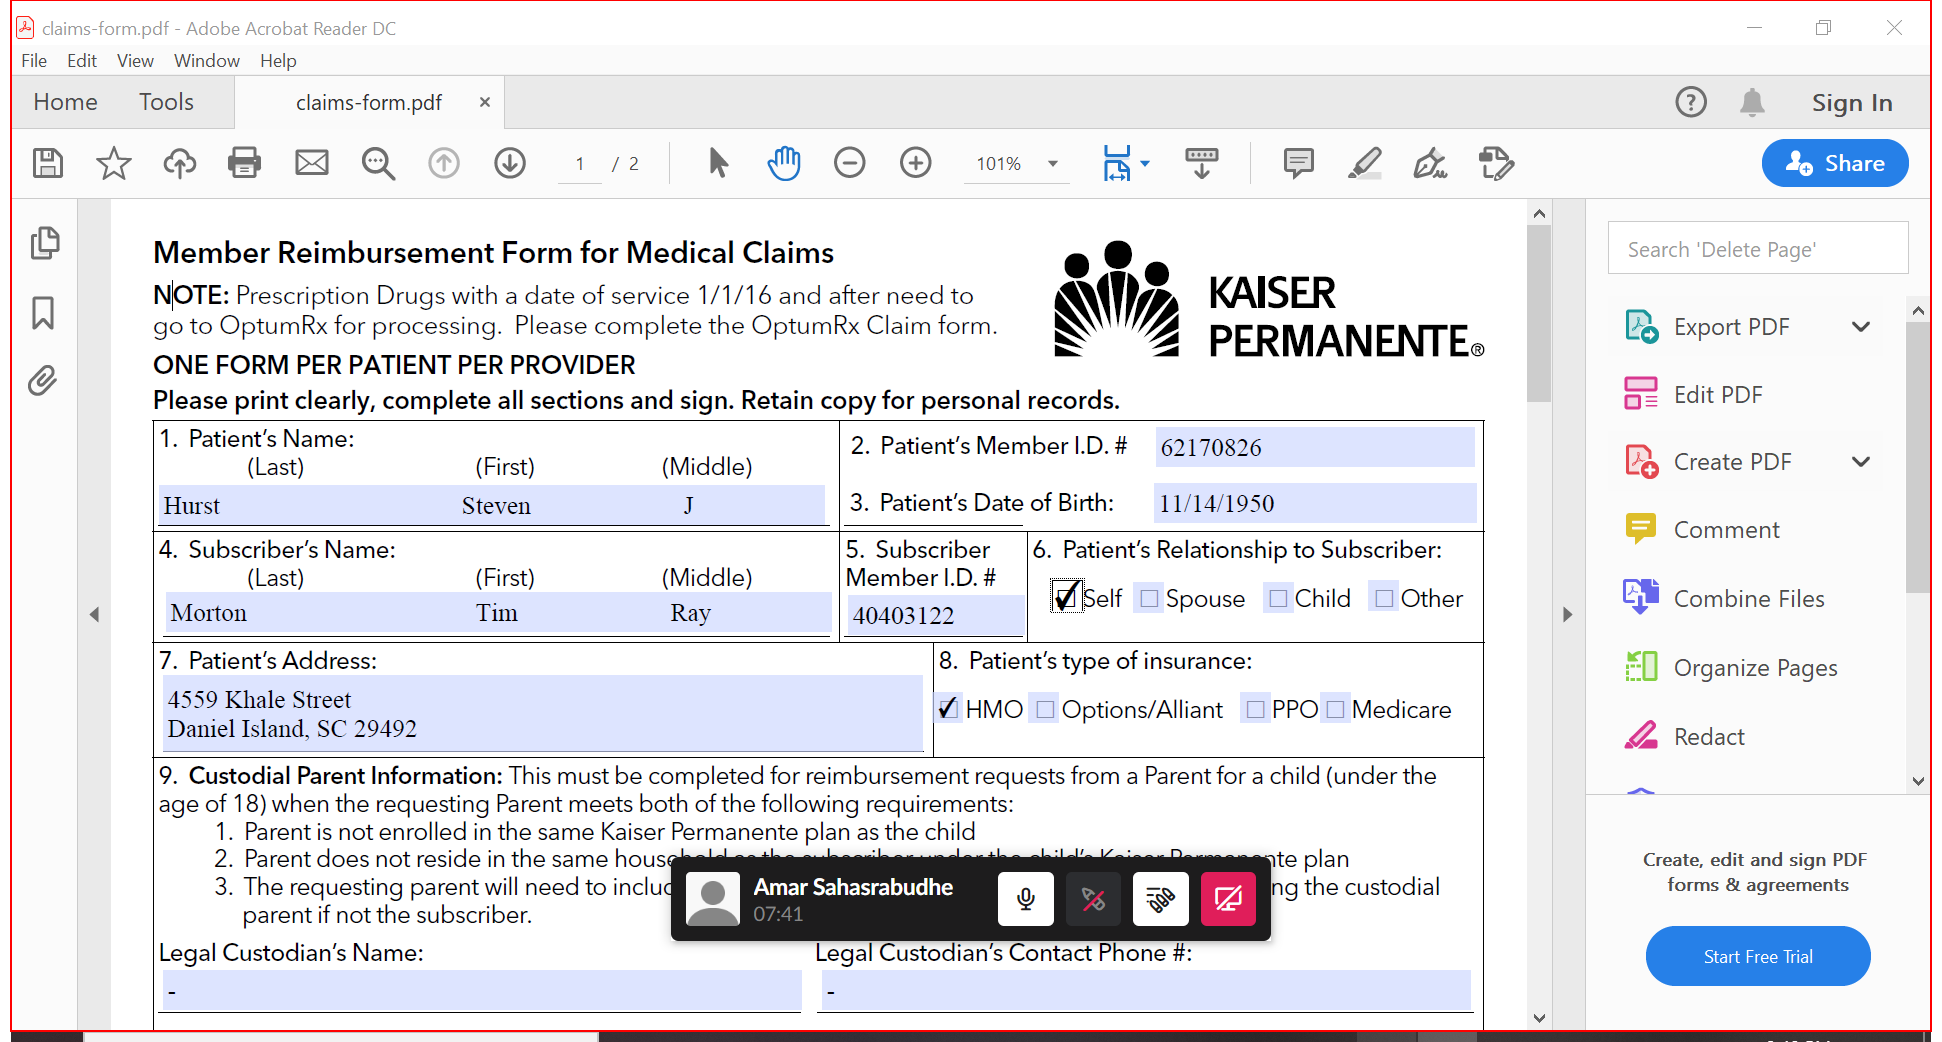 claims-form.pdf - Adobe Acrobat Reader DC
File Edit View Window Help
Home Tools claims-form.pdf × Sign In
1 / 2 101% Share
Member Reimbursement Form for Medical Claims
NOTE: Prescription Drugs with a date of service 1/1/16 and after need to
go to OptumRx for processing. Please complete the OptumRx Claim form.
KAISER
PERMANENTE®
ONE FORM PER PATIENT PER PROVIDER
Please print clearly, complete all sections and sign. Retain copy for personal records.
1. Patient's Name:
(Last) (First) (Middle)
Hurst Steven J
2. Patient's Member I.D. # 62170826
3. Patient's Date of Birth: 11/14/1950
4. Subscriber's Name:
(Last) (First) (Middle)
Morton Tim Ray
5. Subscriber
Member I.D. #
40403122
6. Patient's Relationship to Subscriber:
Self Spouse Child Other
7. Patient's Address:
4559 Khale Street
Daniel Island, SC 29492
8. Patient's type of insurance:
HMO Options/Alliant PPO Medicare
9. Custodial Parent Information: This must be completed for reimbursement requests from a Parent for a child (under the
age of 18) when the requesting Parent meets both of the following requirements:
1. Parent is not enrolled in the same Kaiser Permanente plan as the child
2. Parent does not reside in the same household as the subscriber under the child's Kaiser Permanente plan
3. The requesting parent will need to the custodial
parent if not the subscriber.
Amar Sahasrabudhe
07:41
Legal Custodian's Name: Legal Custodian's Contact Phone #:
- -
Search 'Delete Page'
Export PDF
Edit PDF
Create PDF
Comment
Combine Files
Organize Pages
Redact
Create, edit and sign PDF
forms & agreements
Start Free Trial